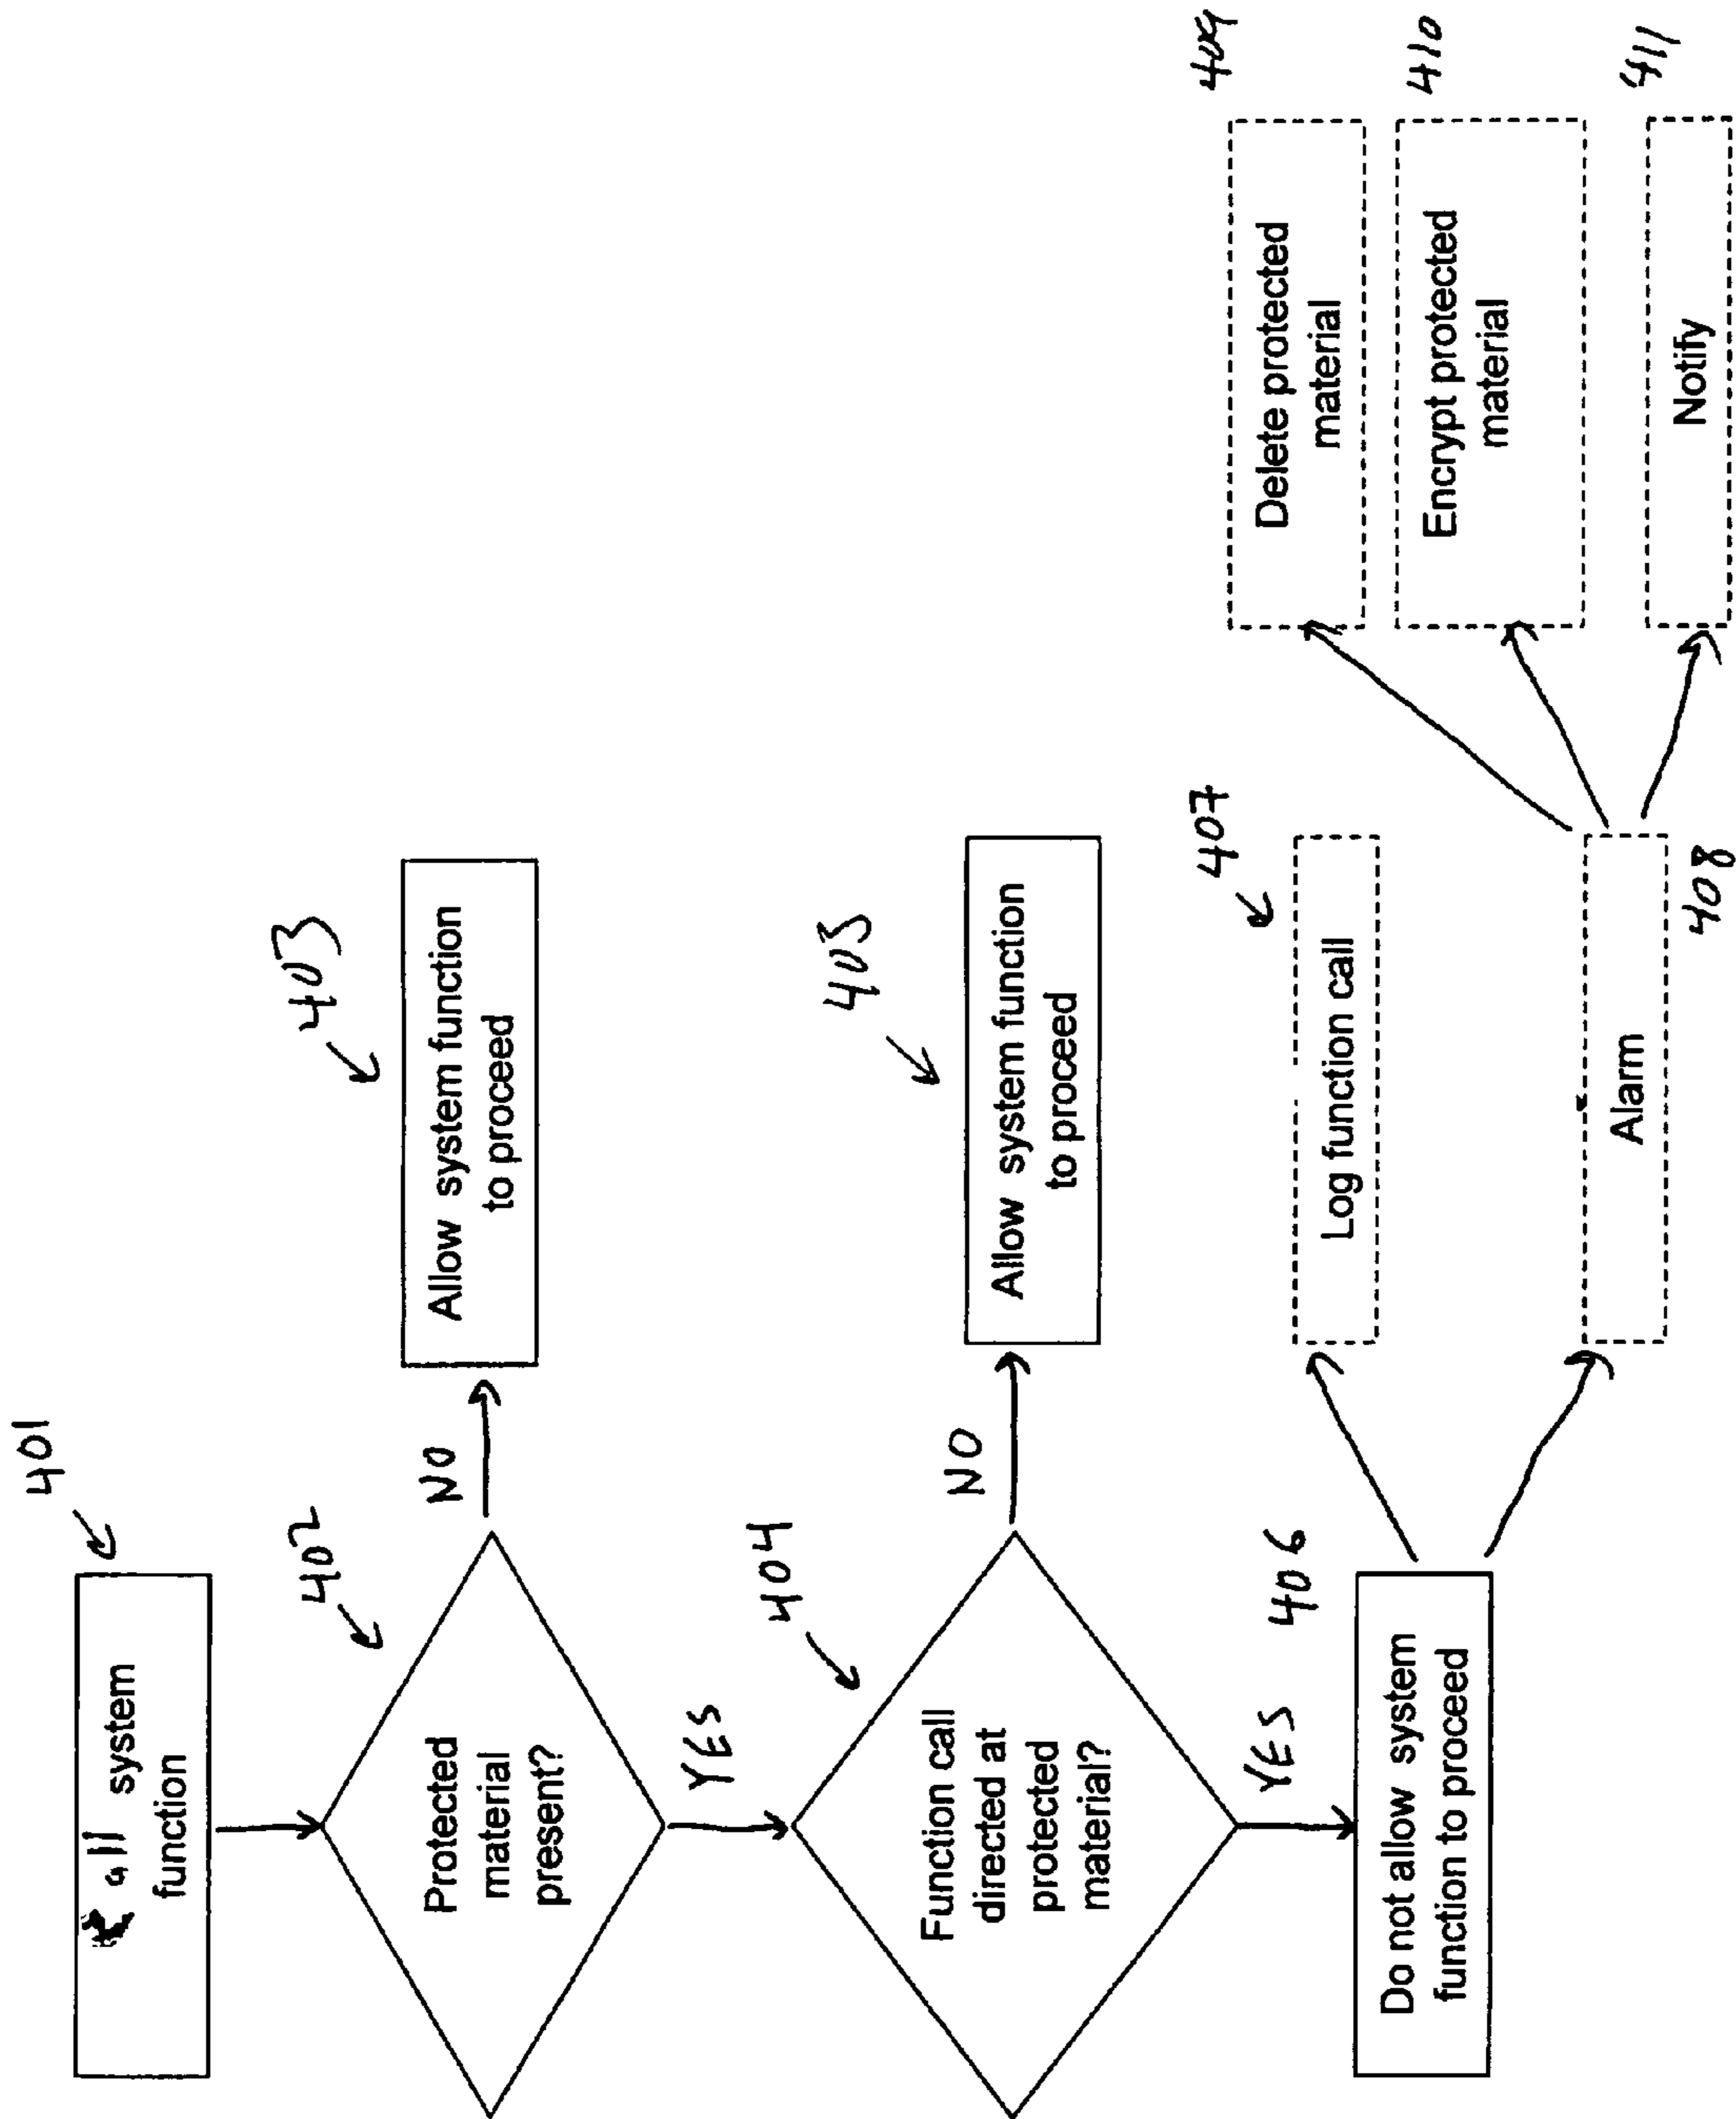 401
system
function
402
Protected
material
present?
NO
403
Allow system function
to proceed
YES
404
Function call
directed at
protected
material?
NO
Allow system function
to proceed
YES
406
Do not allow system
function to proceed
407
Log function call
Alarm
408
409
Delete protected
material
410
Encrypt protected
material
411
Notify